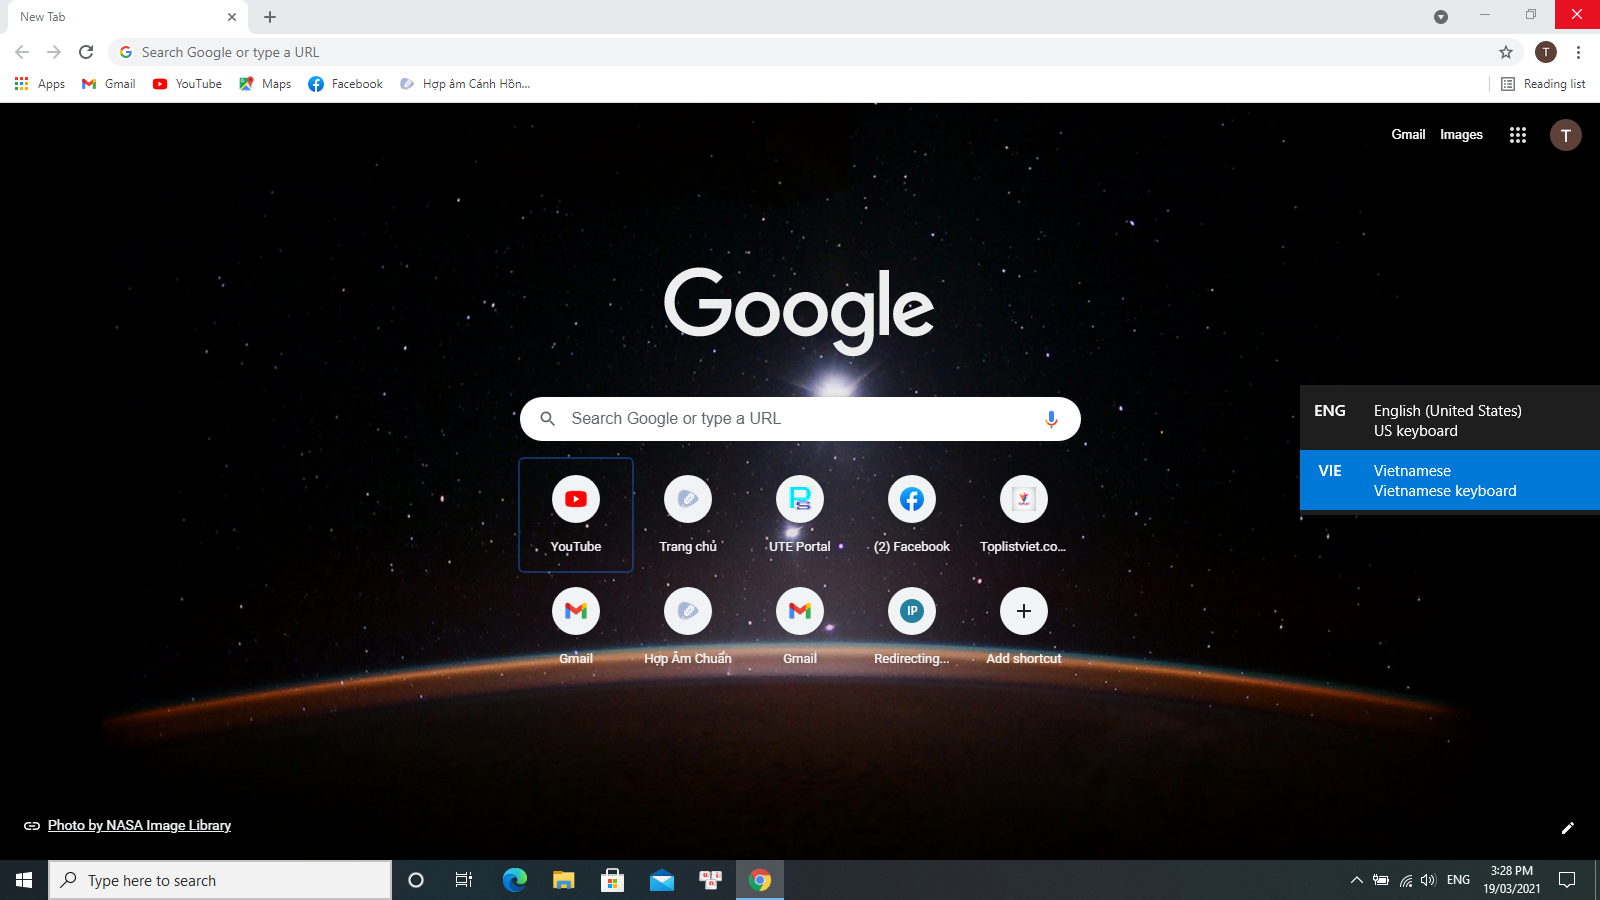 New Tab
Search Google or type a URL
T
Apps
Gmail
YouTube
Maps
Facebook
Hợp âm Cánh Hồn...
Reading list
Gmail
Images
T
Google
Search Google or type a URL
ENG
English (United States)
US keyboard
VIE
Vietnamese
Vietnamese keyboard
YouTube
Trang chủ
UTE Portal
(2) Facebook
Toplistviet.co...
IP
Gmail
Hợp Âm Chuẩn
Gmail
Redirecting...
Add shortcut
Photo by NASA Image Library
Type here to search
ENG
3:28 PM
19/03/2021